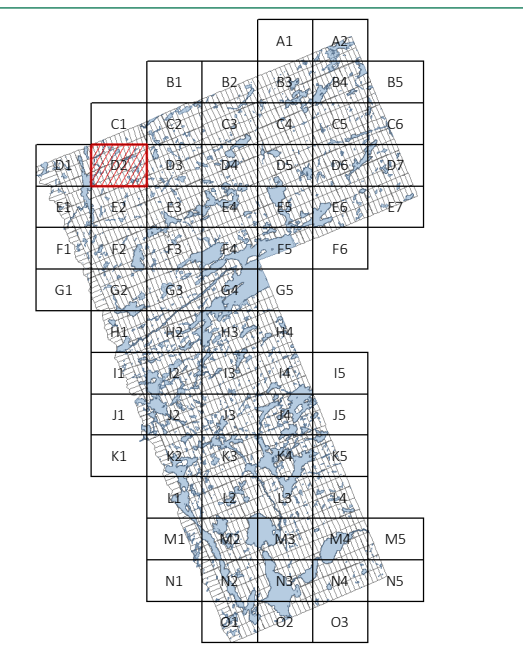 A1 A2
B1 B2 B3 B4 B5
C1 C2 C3 C4 C5 C6
D1 D2 D3 D4 D5 D6 D7
E1 E2 E3 E4 E5 E6 E7
F1 F2 F3 F4 F5 F6
G1 G2 G3 G4 G5
H1 H2 H3 H4
I1 I2 I3 I4 I5
J1 J2 J3 J4 J5
K1 K2 K3 K4 K5
L1 L2 L3 L4
M1 M2 M3 M4 M5
N1 N2 N3 N4 N5
O1 O2 O3